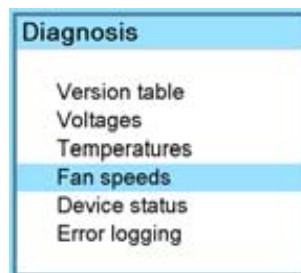 Diagnosis
Version table
Voltages
Temperatures
Fan speeds
Device status
Error logging